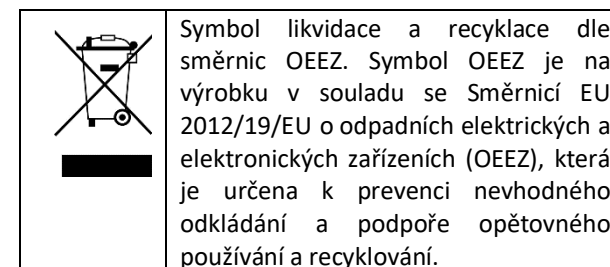 Symbol likvidace a recyklace dle
směrnic OEEZ. Symbol OEEZ je na
výrobku v souladu se Směrnicí EU
2012/19/EU o odpadních elektrických a
elektronických zařízeních (OEEZ), která
je určena k prevenci nevhodného
odkládání a podpoře opětovného
používání a recyklování.